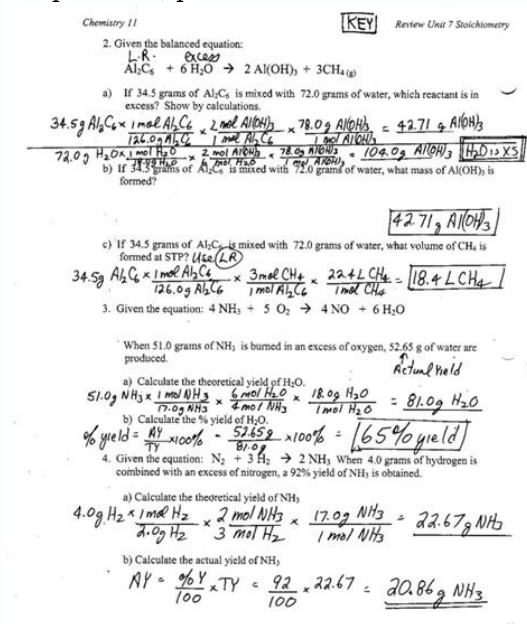 Chemistry 11 KEY Review Unit 7 Stoichiometry
2. Given the balanced equation:
L.R. excess
Al₂C₆ + 6 H₂O → 2 Al(OH)₃ + 3CH₄ (g)
a) If 34.5 grams of Al₂C₆ is mixed with 72.0 grams of water, which reactant is in
excess? Show by calculations.
34.5g Al₂C₆ x 1 mol Al₂C₆ / 126.0g Al₂C₆ x 2 mol Al(OH)₃ / 1 mol Al₂C₆ x 78.0g Al(OH)₃ / 1 mol Al(OH)₃ = 42.71 g Al(OH)₃
72.0g H₂O x 1 mol H₂O / H₂O x 2 mol Al(OH)₃ / 6 mol H₂O x 78.0g Al(OH)₃ / 1 mol Al(OH)₃ = 104.0g Al(OH)₃ H₂O is XS
b) If 34.5 grams of Al₂C₆ is mixed with 72.0 grams of water, what mass of Al(OH)₃ is
formed?
42.71 g Al(OH)₃
c) If 34.5 grams of Al₂C₆ is mixed with 72.0 grams of water, what volume of CH₄ is
formed at STP? Use LR
34.5g Al₂C₆ x 1 mol Al₂C₆ / 126.0g Al₂C₆ x 3 mol CH₄ / 1 mol Al₂C₆ x 22.4L CH₄ / 1 mol CH₄ = 18.4 L CH₄
3. Given the equation: 4 NH₃ + 5 O₂ → 4 NO + 6 H₂O
When 51.0 grams of NH₃ is burned in an excess of oxygen, 52.65 g of water are
produced.
↑
Actual Yield
a) Calculate the theoretical yield of H₂O.
51.0g NH₃ x 1 mol NH₃ / 17.0g NH₃ x 6 mol H₂O / 4 mol NH₃ x 18.0g H₂O / 1 mol H₂O = 81.0g H₂O
b) Calculate the % yield of H₂O.
% yield = AY / TY x100% = 52.65g / 81.0g x100% = 65% yield
4. Given the equation: N₂ + 3 H₂ → 2 NH₃ When 4.0 grams of hydrogen is
combined with an excess of nitrogen, a 92% yield of NH₃ is obtained.
a) Calculate the theoretical yield of NH₃
4.0g H₂ x 1 mol H₂ / 2.0g H₂ x 2 mol NH₃ / 3 mol H₂ x 17.0g NH₃ / 1 mol NH₃ = 22.67g NH₃
b) Calculate the actual yield of NH₃
AY = %Y / 100 x TY = 92 / 100 x 22.67 = 20.86g NH₃